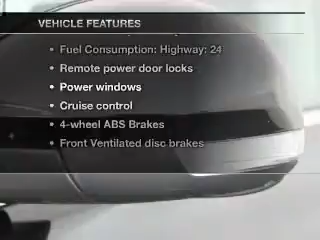 VEHICLE FEATURES
• Fuel Consumption: Highway: 24
• Remote power door locks
• Power windows
• Cruise control
• 4-wheel ABS Brakes
• Front Ventilated disc brakes